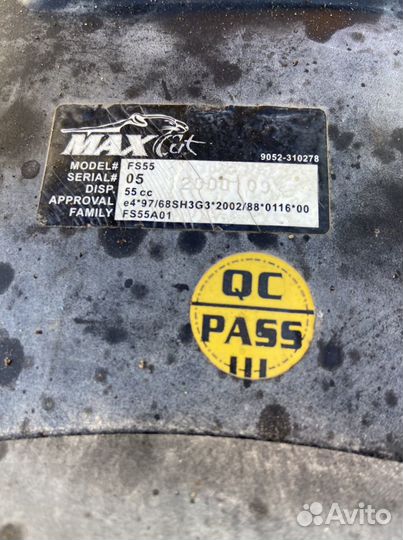 MAX Cut
9052-310278
MODEL# FS55
SERIAL# 05
DISP. 55 cc
APPROVAL e4*97/68SH3G3*2002/88*0116*00
FAMILY FS55A01
QC
PASS
III
Avito